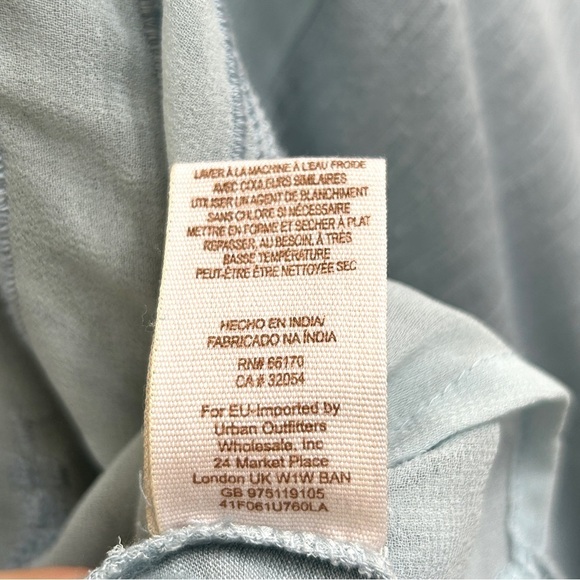 LAVER À LA MACHINE À L'EAU FROIDE
AVEC COULEURS SIMILAIRES
UTILISER UN AGENT DE BLANCHIMENT
SANS CHLORE SI NÉCESSAIRE
METTRE EN FORME ET SECHER À PLAT
REPASSER, AU BESOIN, À TRÈS
BASSE TEMPÉRATURE
PEUT-ÊTRE ÊTRE NETTOYÉE SEC
HECHO EN INDIA/
FABRICADO NA ÍNDIA
RN# 66170
CA # 32054
For EU-Imported by
Urban Outfitters
Wholesale, Inc
24 Market Place
London UK W1W 8AN
GB 975119105
41F061U760LA